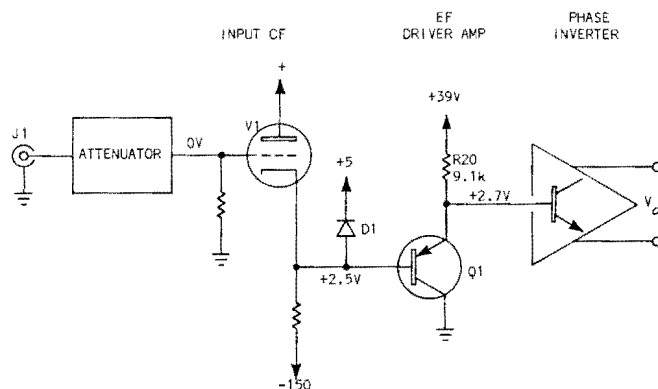 INPUT CF
EF
DRIVER AMP
PHASE
INVERTER
+
+39V
J1
ATTENUATOR
0V
V1
+5
R20
9.1k
+2.7V
D1
+2.5V
Q1
-150